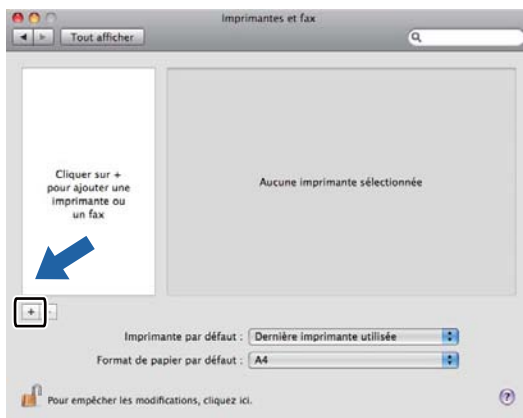 Imprimantes et fax
Tout afficher
Cliquer sur +
pour ajouter une
imprimante ou
un fax
Aucune imprimante sélectionnée
+ -
Imprimante par défaut : Dernière imprimante utilisée
Format de papier par défaut : A4
Pour empêcher les modifications, cliquez ici.
?